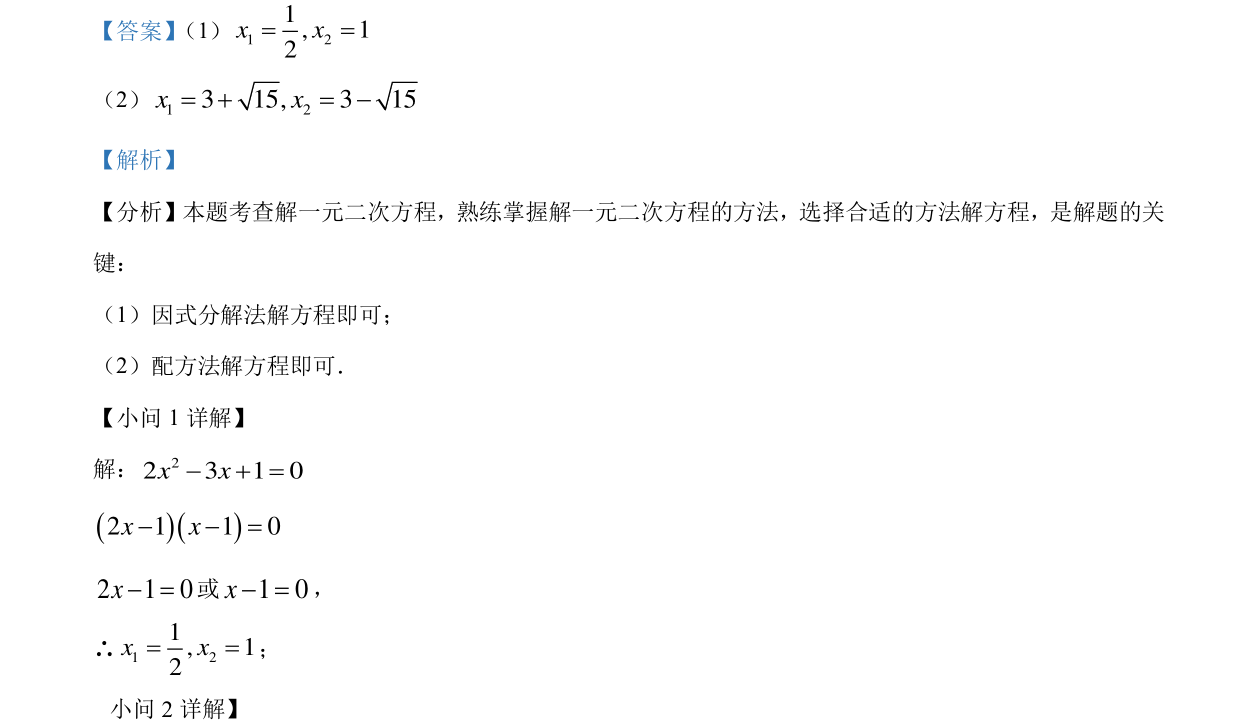 【答案】（1） x₁ = 1/2 , x₂ = 1
（2） x₁ = 3 + √15, x₂ = 3 − √15
【解析】
【分析】本题考查解一元二次方程，熟练掌握解一元二次方程的方法，选择合适的方法解方程，是解题的关
键：
（1）因式分解法解方程即可；
（2）配方法解方程即可．
【小问 1 详解】
解： 2x² − 3x + 1 = 0
(2x − 1)(x − 1) = 0
2x − 1 = 0 或 x − 1 = 0 ，
∴ x₁ = 1/2 , x₂ = 1 ；
小问 2 详解】